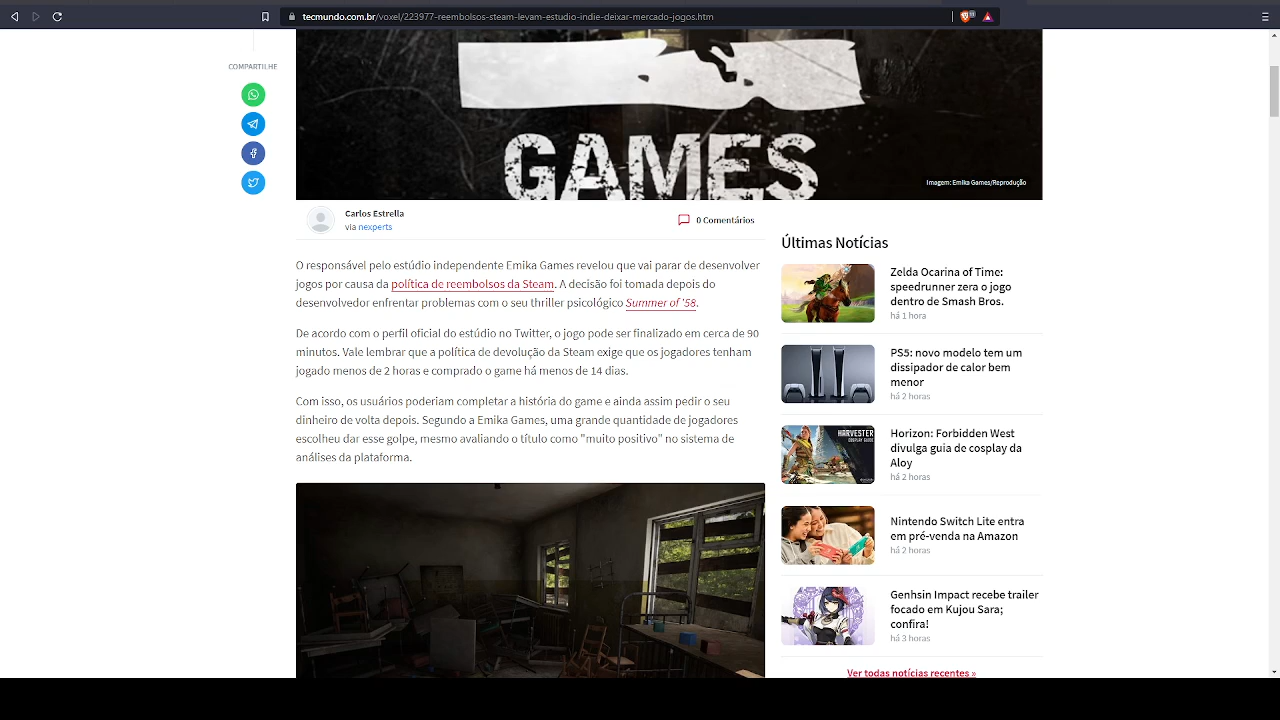 tecmundo.com.br/voxel/223977-reembolsos-steam-levam-estudio-indie-deixar-mercado-jogos.htm
COMPARTILHE
GAMES
Imagem: Emika Games/Reprodução
Carlos Estrella
via nexperts
0 Comentários
O responsável pelo estúdio independente Emika Games revelou que vai parar de desenvolver
jogos por causa da política de reembolsos da Steam. A decisão foi tomada depois do
desenvolvedor enfrentar problemas com o seu thriller psicológico Summer of '58.
De acordo com o perfil oficial do estúdio no Twitter, o jogo pode ser finalizado em cerca de 90
minutos. Vale lembrar que a política de devolução da Steam exige que os jogadores tenham
jogado menos de 2 horas e comprado o game há menos de 14 dias.
Com isso, os usuários poderiam completar a história do game e ainda assim pedir o seu
dinheiro de volta depois. Segundo a Emika Games, uma grande quantidade de jogadores
escolheu dar esse golpe, mesmo avaliando o título como "muito positivo" no sistema de
análises da plataforma.
Últimas Notícias
Zelda Ocarina of Time:
speedrunner zera o jogo
dentro de Smash Bros.
há 1 hora
PS5: novo modelo tem um
dissipador de calor bem
menor
há 2 horas
HARVESTER
COSPLAY GUIDE
Horizon: Forbidden West
divulga guia de cosplay da
Aloy
há 2 horas
Nintendo Switch Lite entra
em pré-venda na Amazon
há 2 horas
Genhsin Impact recebe trailer
focado em Kujou Sara;
confira!
há 3 horas
Ver todas notícias recentes »